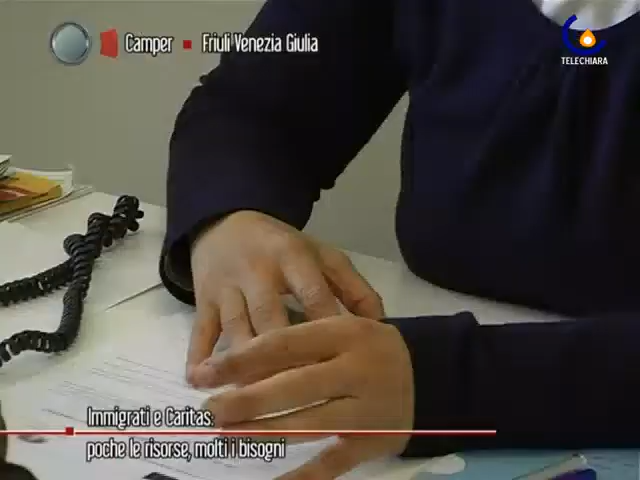 Camper ▪ Friuli Venezia Giulia
TELECHIARA
Immigrati e Caritas:
poche le risorse, molti i bisogni